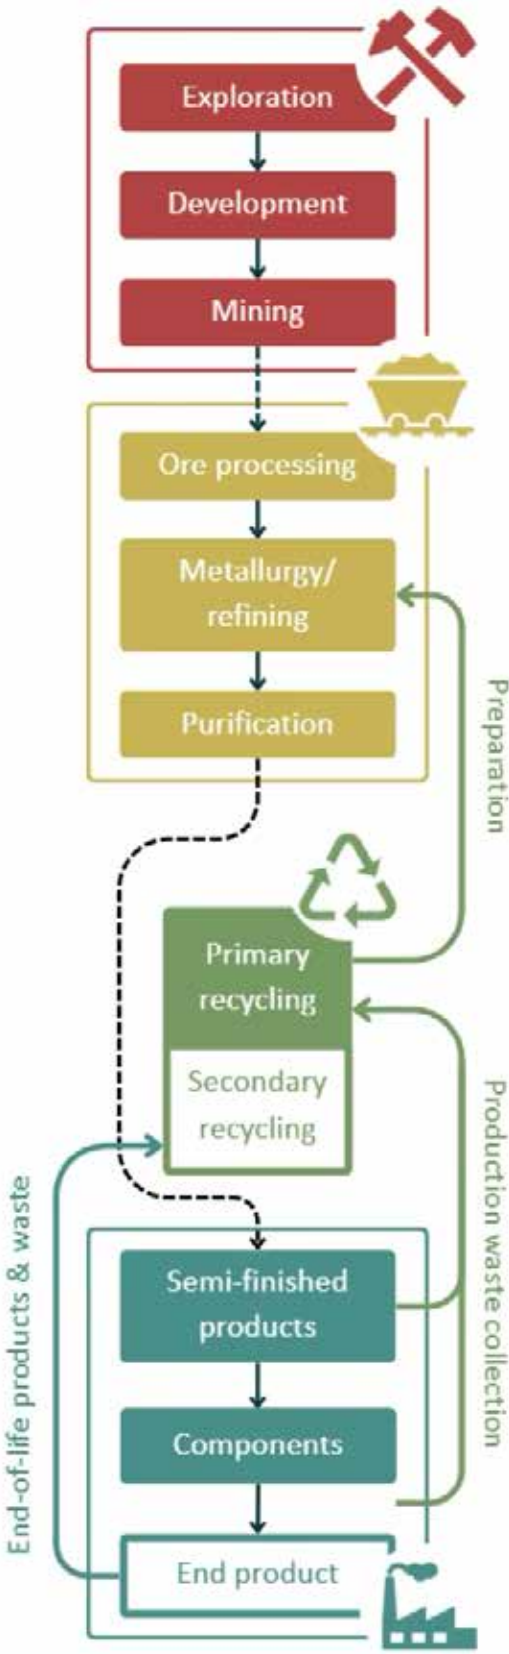 Exploration
Development
Mining
Ore processing
Metallurgy/
refining
Purification
Preparation
Primary
recycling
Secondary
recycling
Production waste collection
End-of-life products & waste
Semi-finished
products
Components
End product